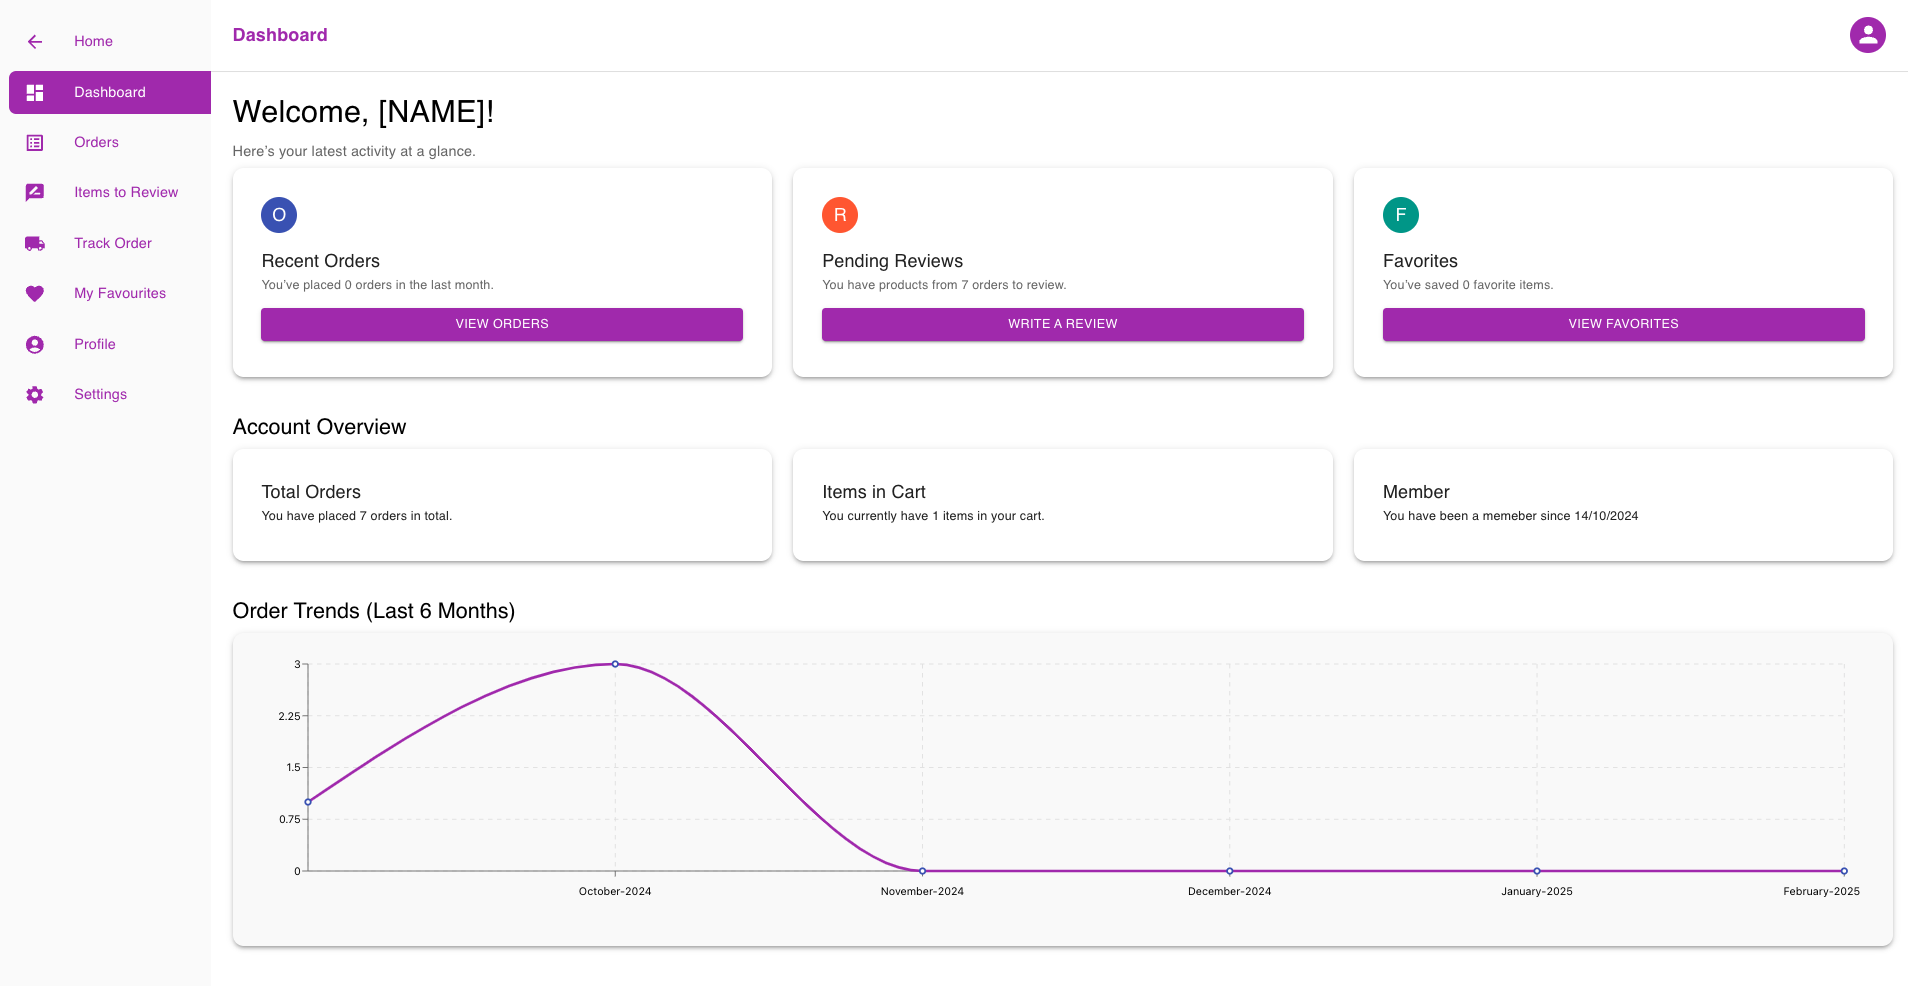 Home
Dashboard
Orders
Items to Review
Track Order
My Favourites
Profile
Settings
Dashboard
Welcome, [NAME]!
Here's your latest activity at a glance.
O
Recent Orders
You've placed 0 orders in the last month.
VIEW ORDERS
R
Pending Reviews
You have products from 7 orders to review.
WRITE A REVIEW
F
Favorites
You've saved 0 favorite items.
VIEW FAVORITES
Account Overview
Total Orders
You have placed 7 orders in total.
Items in Cart
You currently have 1 items in your cart.
Member
You have been a memeber since 14/10/2024
Order Trends (Last 6 Months)
3
2.25
1.5
0.75
0
October-2024 November-2024 December-2024 January-2025 February-2025